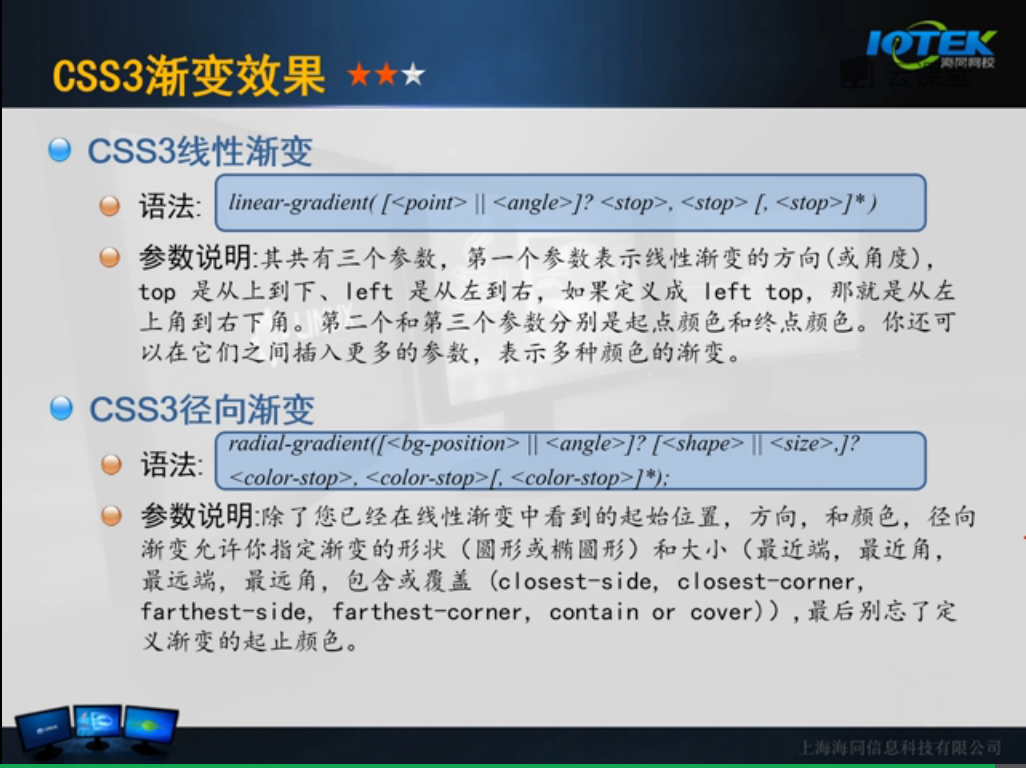 CSS3渐变效果
IOTEK
海同网校
云课堂
CSS3线性渐变
语法: linear-gradient( [<point> || <angle>]? <stop>, <stop> [, <stop>]* )
参数说明:其共有三个参数，第一个参数表示线性渐变的方向(或角度)，
top 是从上到下、left 是从左到右，如果定义成 left top，那就是从左
上角到右下角。第二个和第三个参数分别是起点颜色和终点颜色。你还可
以在它们之间插入更多的参数，表示多种颜色的渐变。
CSS3径向渐变
radial-gradient([<bg-position> || <angle>]? [<shape> || <size>,]?
语法: <color-stop>, <color-stop>[, <color-stop>]*);
参数说明:除了您已经在线性渐变中看到的起始位置，方向，和颜色，径向
渐变允许你指定渐变的形状（圆形或椭圆形）和大小（最近端，最近角，
最远端，最远角，包含或覆盖 (closest-side, closest-corner,
farthest-side, farthest-corner, contain or cover)）,最后别忘了定
义渐变的起止颜色。
上海海同信息科技有限公司